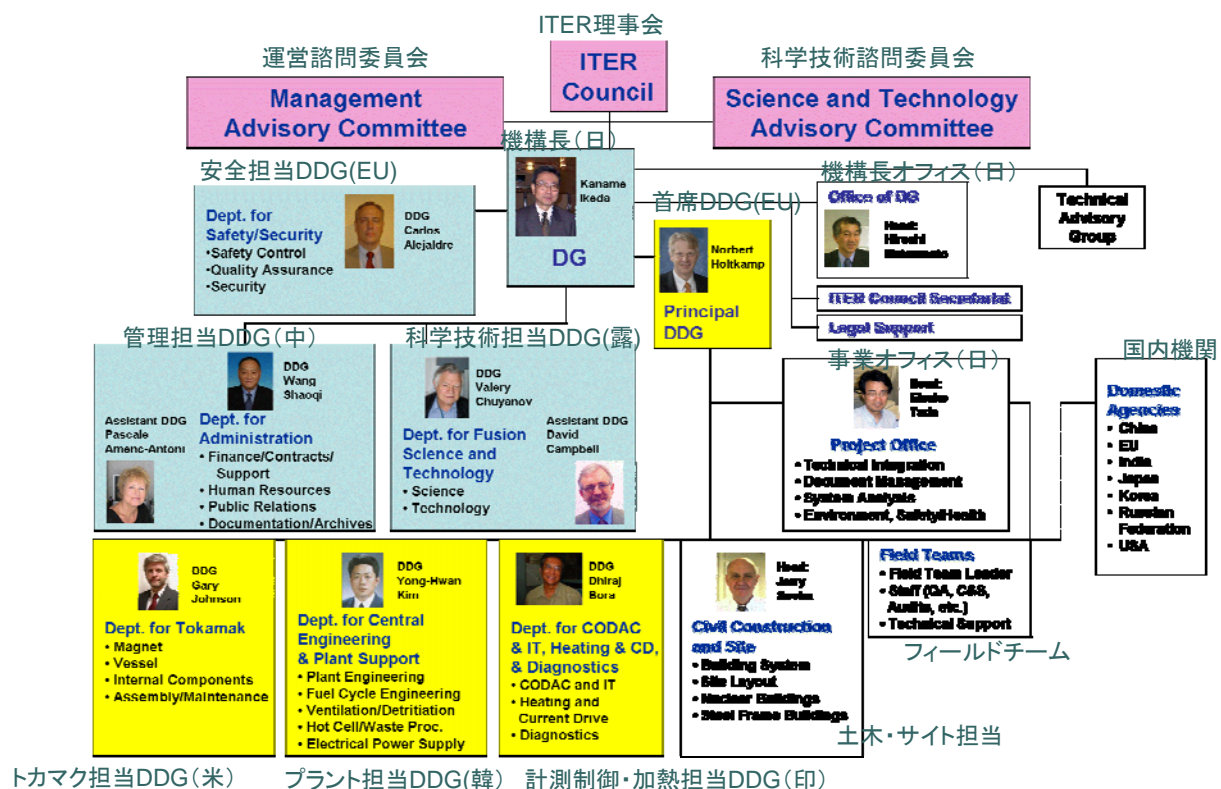 ITER理事会
運営諮問委員会
科学技術諮問委員会
ITER
Council
Management
Advisory Committee
Science and Technology
Advisory Committee
機構長(日)
Kaname
Ikeda
DG
安全担当DDG(EU)
Dept. for
Safety/Security
•Safety Control
•Quality Assurance
•Security
DDG
Carlos
Alejaldre
首席DDG(EU)
Norbert
Holtkamp
Principal
DDG
機構長オフィス(日)
Office of DG
Head:
Hiroshi
ITER Council Secretariat
Legal Support
Technical
Advisory
Group
管理担当DDG(中)
DDG
Wang
Shaoqi
Assistant DDG
Pascale
Amenc-Antoni
Dept. for
Administration
• Finance/Contracts/
Support
• Human Resources
• Public Relations
• Documentation/Archives
科学技術担当DDG(露)
DDG
Valery
Chuyanov
Dept. for Fusion
Science and
Technology
• Science
• Technology
Assistant DDG
David
Campbell
事業オフィス(日)
Head:
Tada
Project Office
• Technical Integration
• Document Management
• System Analysis
• Environment, Safety/Health
国内機関
Domestic
Agencies
• China
• EU
• India
• Japan
• Korea
• Russian
Federation
• USA
DDG
Gary
Johnson
Dept. for Tokamak
• Magnet
• Vessel
• Internal Components
• Assembly/Maintenance
トカマク担当DDG(米)
DDG
Yong-Hwan
Kim
Dept. for Central
Engineering
& Plant Support
• Plant Engineering
• Fuel Cycle Engineering
• Ventilation/Detritiation
• Hot Cell/Waste Proc.
• Electrical Power Supply
プラント担当DDG(韓)
DDG
Dhiraj
Bora
Dept. for CODAC
& IT, Heating & CD,
& Diagnostics
• CODAC and IT
• Heating and
Current Drive
• Diagnostics
計測制御・加熱担当DDG(印)
Head:
Jerry
Civil Construction
and Site
• Building System
• Site Layout
• Nuclear Buildings
• Steel Frame Buildings
土木・サイト担当
Field Teams
• Field Team Leader
• Staff (QA, C&S,
Audits, etc.)
• Technical Support
フィールドチーム